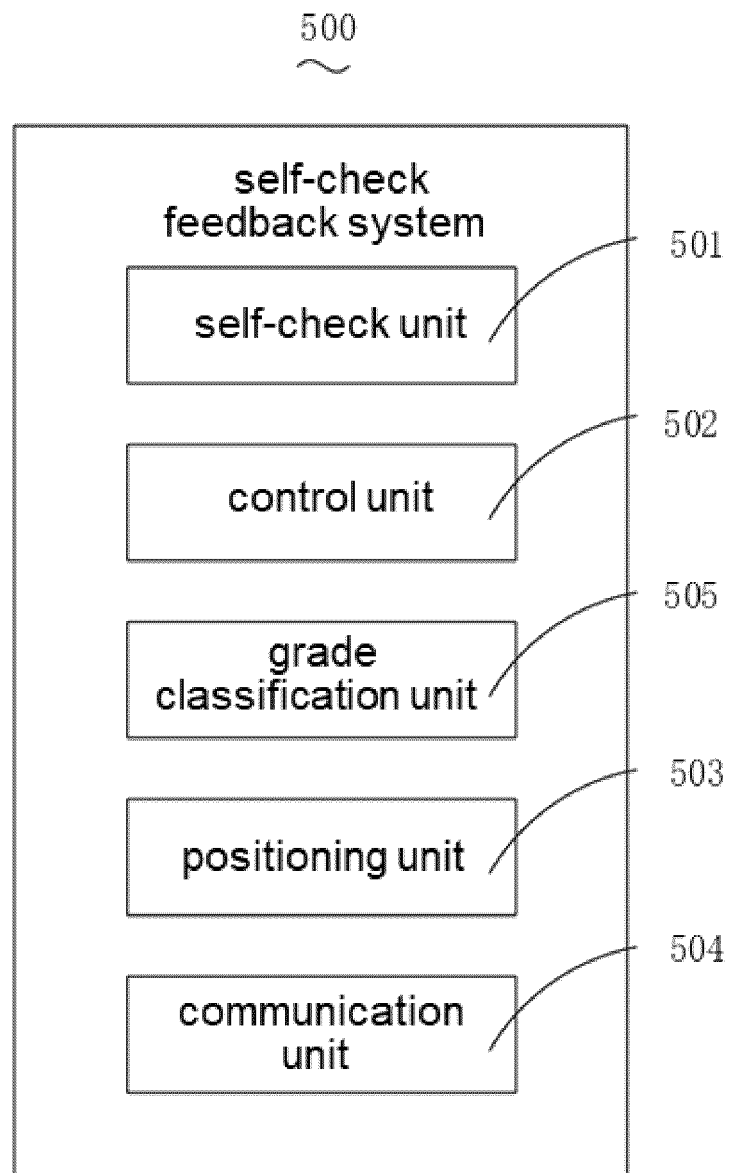 500
self-check
feedback system
501
self-check unit
502
control unit
505
grade
classification unit
503
positioning unit
504
communication
unit